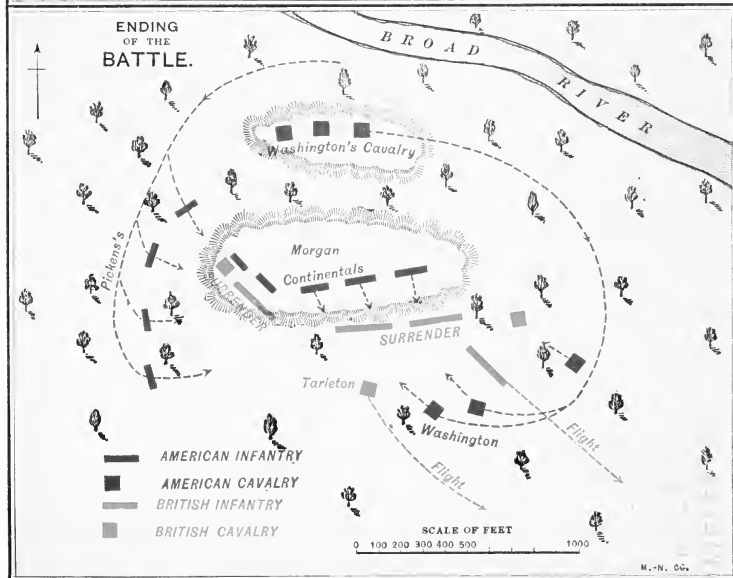 ENDING
OF THE
BATTLE.
BROAD
RIVER
Washington's Cavalry
Pickens's
Morgan
Continentals
SURRENDER
SURRENDER
Tarleton
Washington
Flight
Flight
AMERICAN INFANTRY
AMERICAN CAVALRY
BRITISH INFANTRY
BRITISH CAVALRY
SCALE OF FEET
0 100 200 300 400 500 1000
M.-N. CO.